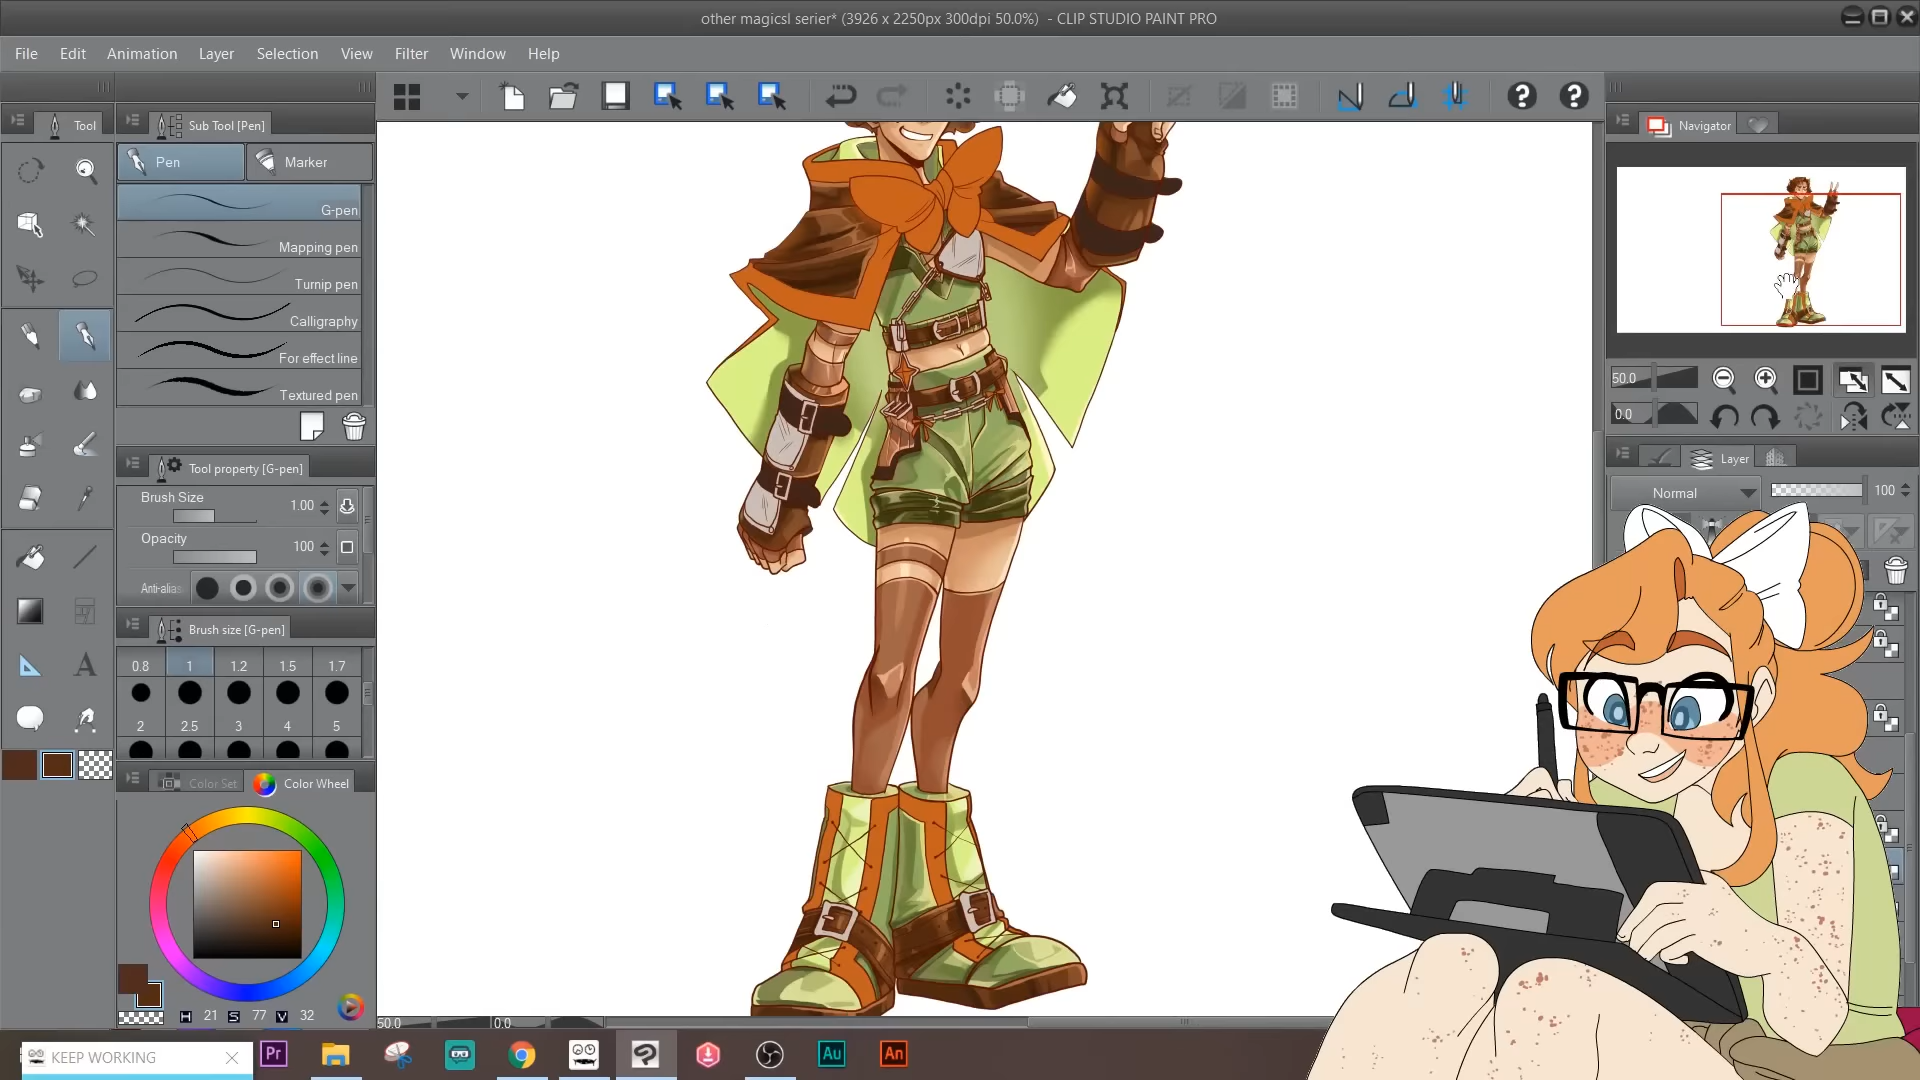 other magicsl serier* (3926 x 2250px 300dpi 50.0%) - CLIP STUDIO PAINT PRO
File Edit Animation Layer Selection View Filter Window Help
Tool
Sub Tool [Pen]
Navigator
Pen
Marker
G-pen
Mapping pen
Turnip pen
Calligraphy
For effect line
Textured pen
50.0
0.0
Tool property [G-pen]
Layer
Brush Size 1.00
Normal 100
Opacity 100
Anti-alias
Brush size [G-pen]
0.8 1 1.2 1.5 1.7
2 2.5 3 4 5
Color Set
Color Wheel
H 21 S 77 V 32
50.0 0.0
KEEP WORKING
Pr
Au
An